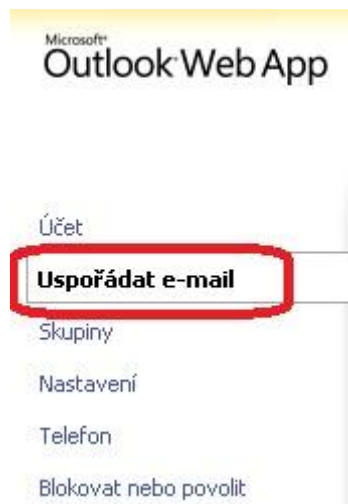 Microsoft®
Outlook Web App
Účet
Uspořádat e-mail
Skupiny
Nastavení
Telefon
Blokovat nebo povolit